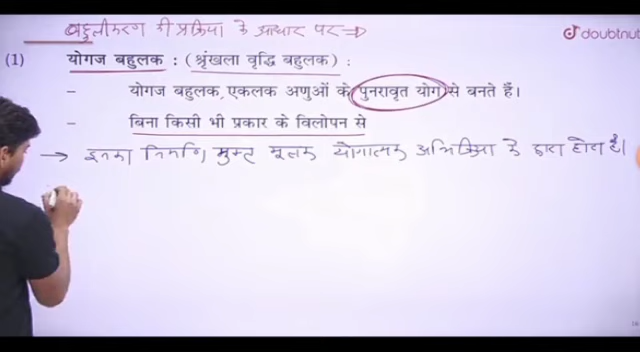 बहुलीकरण की प्रक्रिया के आधार पर ⇒
doubtnut
(1) योगज बहुलक : (श्रृंखला वृद्धि बहुलक) :
- योगज बहुलक, एकलक अणुओं के पुनरावृत योग से बनते हैं।
- बिना किसी भी प्रकार के विलोपन से
→ इनका निर्माण मुक्त मूलक योगात्मक अभिक्रिया के द्वारा होता है।